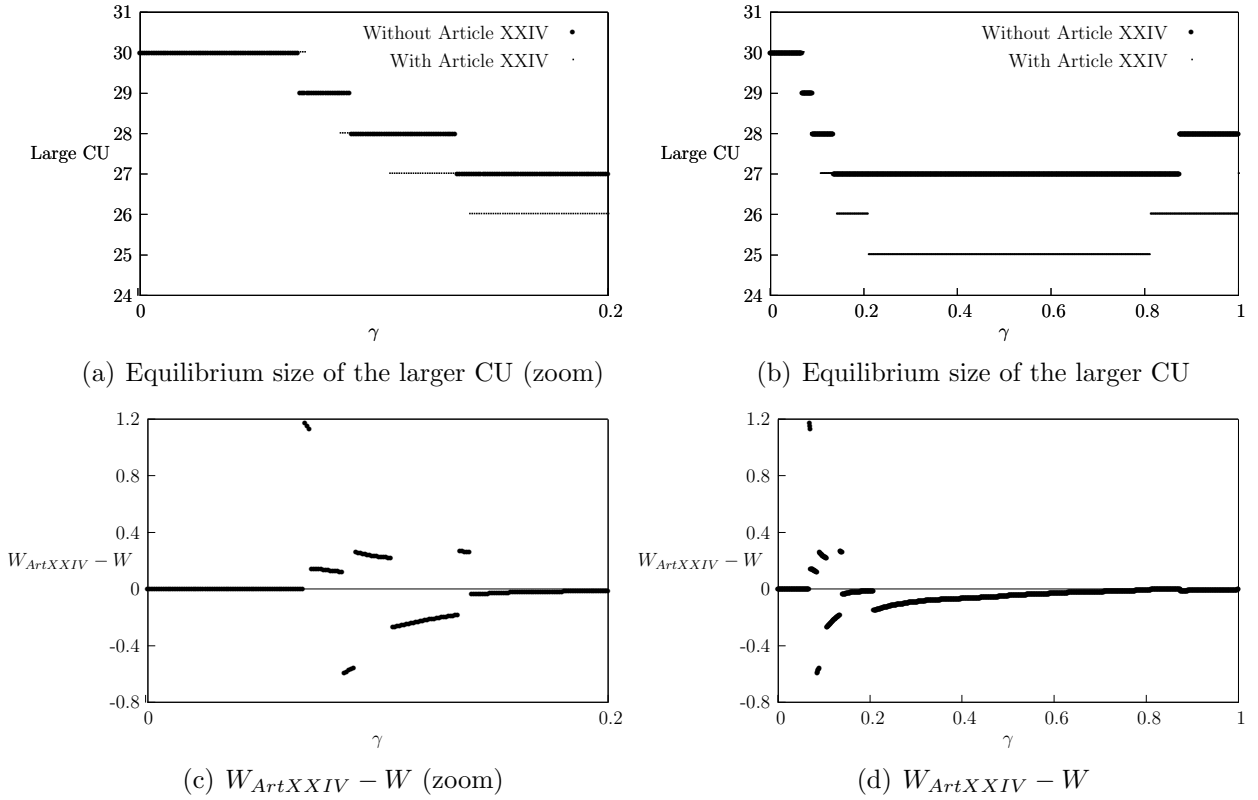 31
30
29
28
27
26
25
24
Large CU
Without Article XXIV
With Article XXIV
0
0.2
γ
(a) Equilibrium size of the larger CU (zoom)
31
30
29
28
27
26
25
24
Large CU
Without Article XXIV
With Article XXIV
0
0.2
0.4
0.6
0.8
1
γ
(b) Equilibrium size of the larger CU
1.2
0.8
0.4
0
-0.4
-0.8
W_{ArtXXIV} − W
0
0.2
γ
(c) W_{ArtXXIV} − W (zoom)
1.2
0.8
0.4
0
-0.4
-0.8
W_{ArtXXIV} − W
0
0.2
0.4
0.6
0.8
1
γ
(d) W_{ArtXXIV} − W